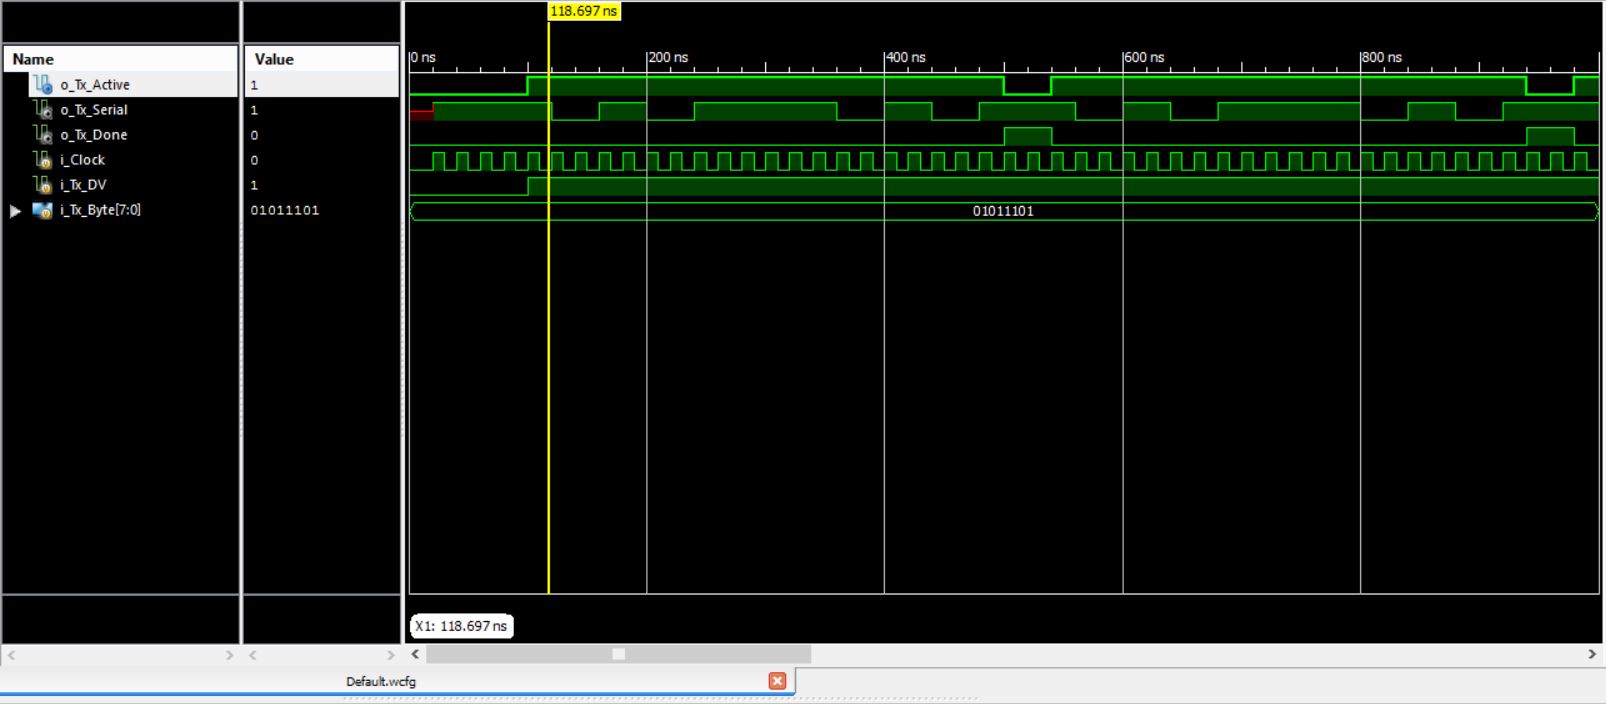 118.697 ns
Name Value
0 ns 200 ns 400 ns 600 ns 800 ns
o_Tx_Active 1
o_Tx_Serial 1
o_Tx_Done 0
i_Clock 0
i_Tx_DV 1
i_Tx_Byte[7:0] 01011101 01011101
X1: 118.697 ns
Default.wcfg